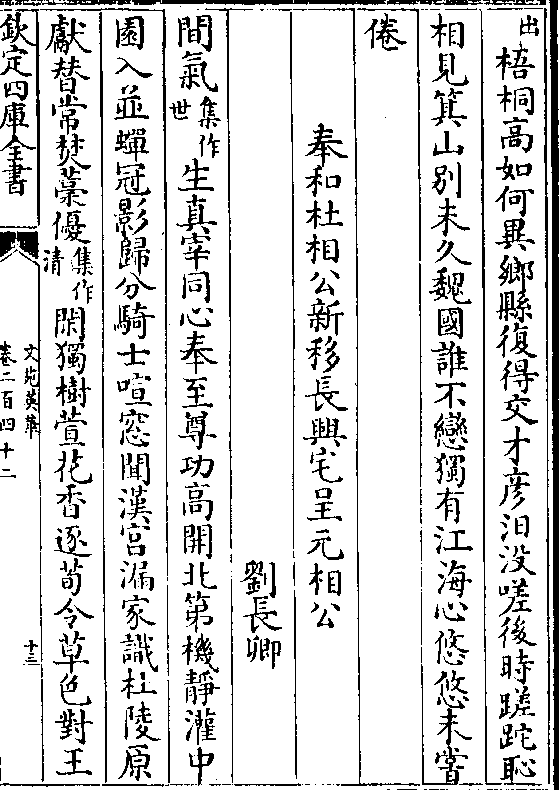 出梧桐高如何異鄉縣復得交才彥汨没嗟後時蹉跎恥
相見箕山别未久魏國誰不戀獨有江海心悠悠未嘗
倦
奉和杜相公新移長興宅呈元相公
劉長卿
間氣集作世生真宰同心奉至尊功高開北第機靜灌中
園入並蟬冠影歸分騎士喧窓聞漢宮漏家識杜陵原
獻替常焚藁優集作清閑獨樹萱花香逐荀令草色對王
欽定四庫全書
文苑英華
卷二百四十二
十三